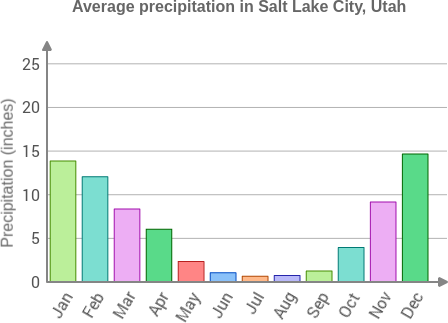 Average precipitation in Salt Lake City, Utah
Precipitation (inches)
25
20
15
10
5
0
Jan Feb Mar Apr May Jun Jul Aug Sep Oct Nov Dec